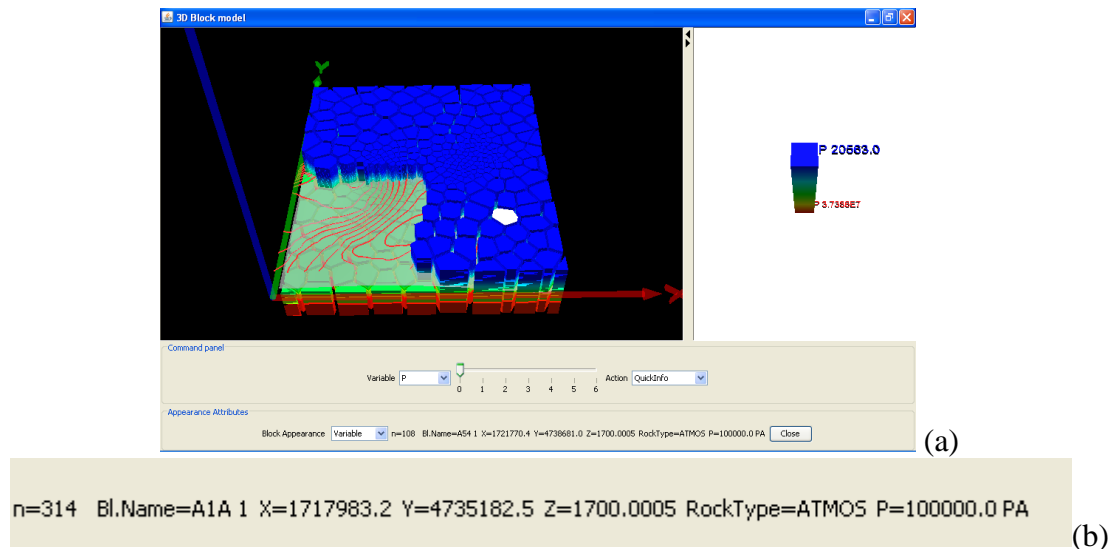 3D Block model
Y
X
P 20563.0
P 3.7388E7
Command panel
Variable P 0 1 2 3 4 5 6 Action QuickInfo
Appearance Attributes
Block Appearance Variable n=108 Bl.Name=A54 1 X=1721770.4 Y=4738681.0 Z=1700.0005 RockType=ATMOS P=100000.0 PA Close
(a)
n=314 Bl.Name=A1A 1 X=1717983.2 Y=4735182.5 Z=1700.0005 RockType=ATMOS P=100000.0 PA
(b)